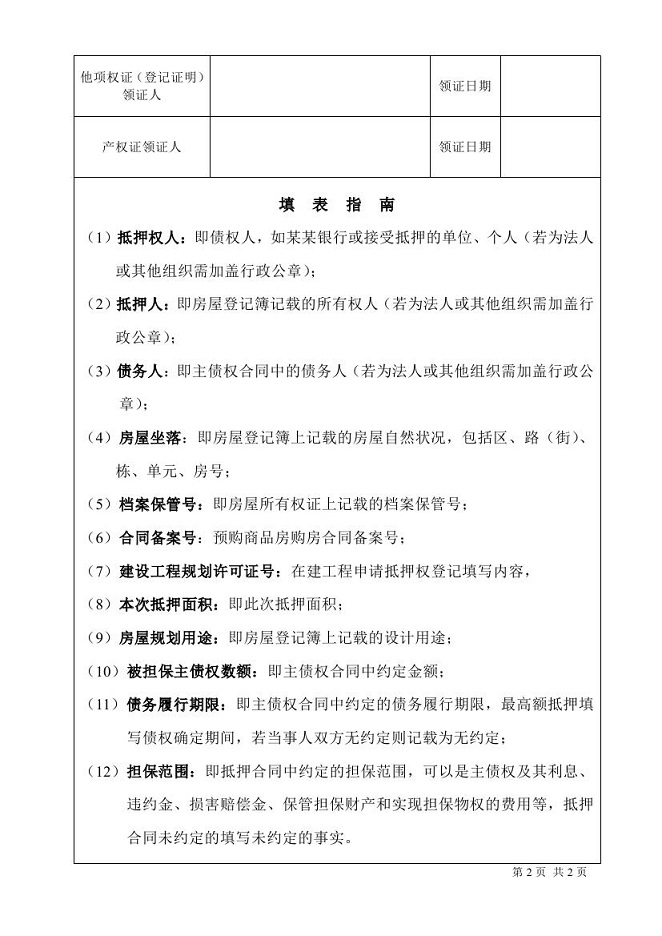 他项权证（登记证明）
领证人
领证日期
产权证领证人
领证日期
填 表 指 南
（1）抵押权人：即债权人，如某某银行或接受抵押的单位、个人（若为法人
或其他组织需加盖行政公章）；
（2）抵押人：即房屋登记簿记载的所有权人（若为法人或其他组织需加盖行
政公章）；
（3）债务人：即主债权合同中的债务人（若为法人或其他组织需加盖行政公
章）；
（4）房屋坐落：即房屋登记簿上记载的房屋自然状况，包括区、路（街）、
栋、单元、房号；
（5）档案保管号：即房屋所有权证上记载的档案保管号；
（6）合同备案号：预购商品房购房合同备案号；
（7）建设工程规划许可证号：在建工程申请抵押权登记填写内容，
（8）本次抵押面积：即此次抵押面积；
（9）房屋规划用途：即房屋登记簿上记载的设计用途；
（10）被担保主债权数额：即主债权合同中约定金额；
（11）债务履行期限：即主债权合同中约定的债务履行期限，最高额抵押填
写债权确定期间，若当事人双方无约定则记载为无约定；
（12）担保范围：即抵押合同中约定的担保范围，可以是主债权及其利息、
违约金、损害赔偿金、保管担保财产和实现担保物权的费用等，抵押
合同未约定的填写未约定的事实。
第 2 页 共 2 页